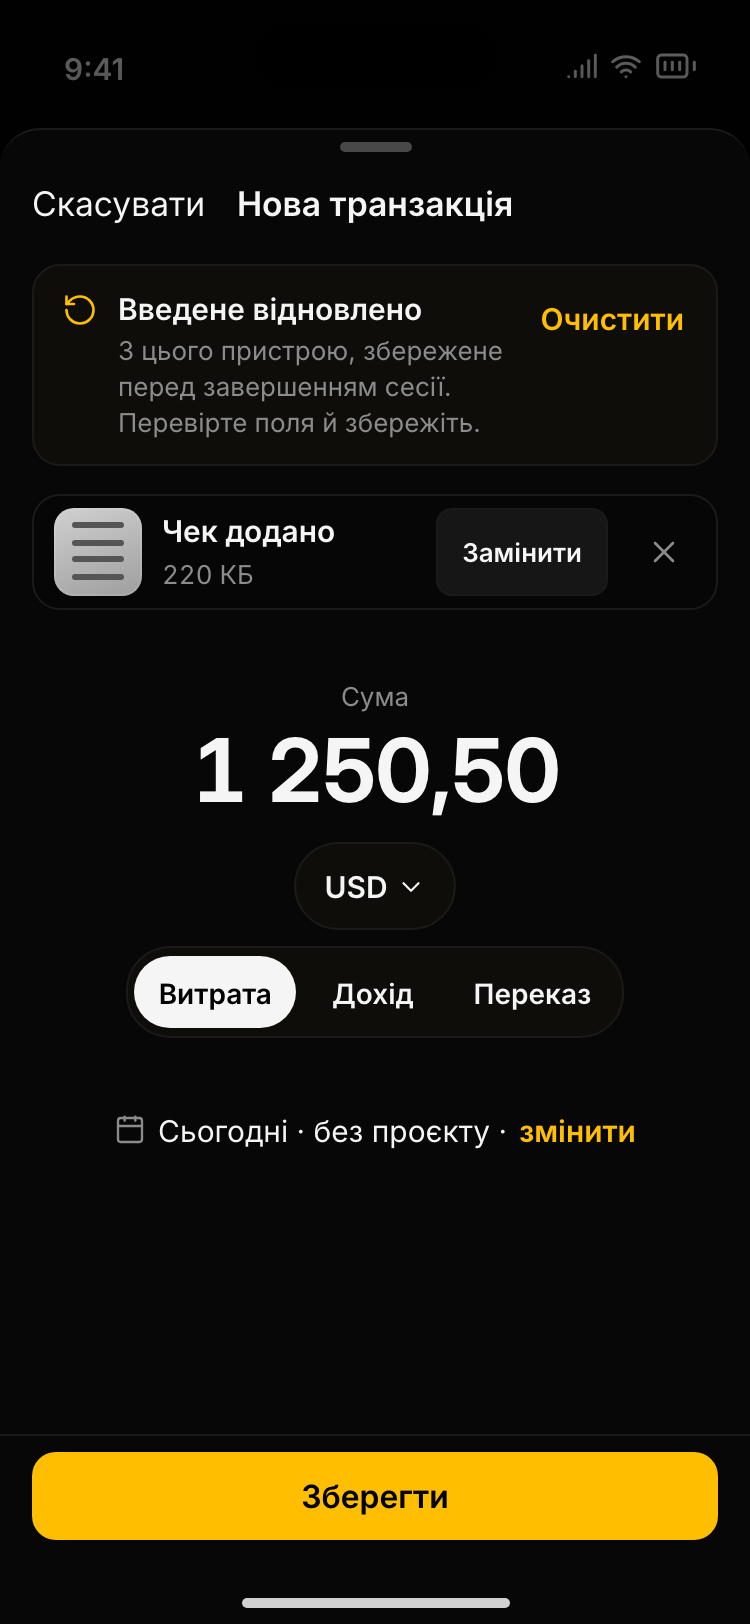 9:41
Скасувати Нова транзакція
Введене відновлено
Очистити
З цього пристрою, збережене
перед завершенням сесії.
Перевірте поля й збережіть.
Чек додано
220 КБ
Замінити
Сума
1 250,50
USD
Витрата Дохід Переказ
Сьогодні · без проєкту · змінити
Зберегти